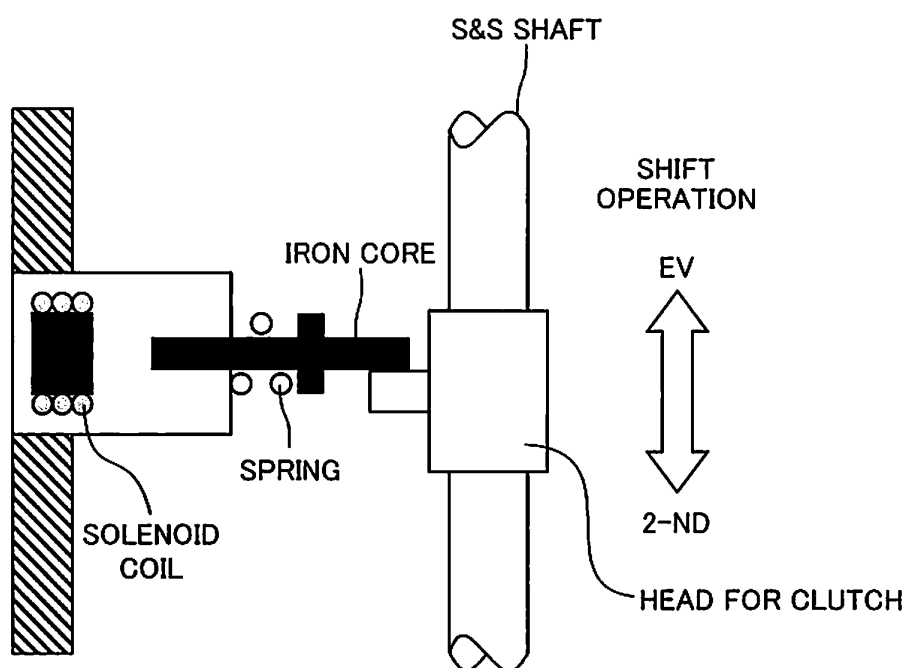 S&S SHAFT
SHIFT
OPERATION
IRON CORE
EV
SPRING
2-ND
SOLENOID
COIL
HEAD FOR CLUTCH